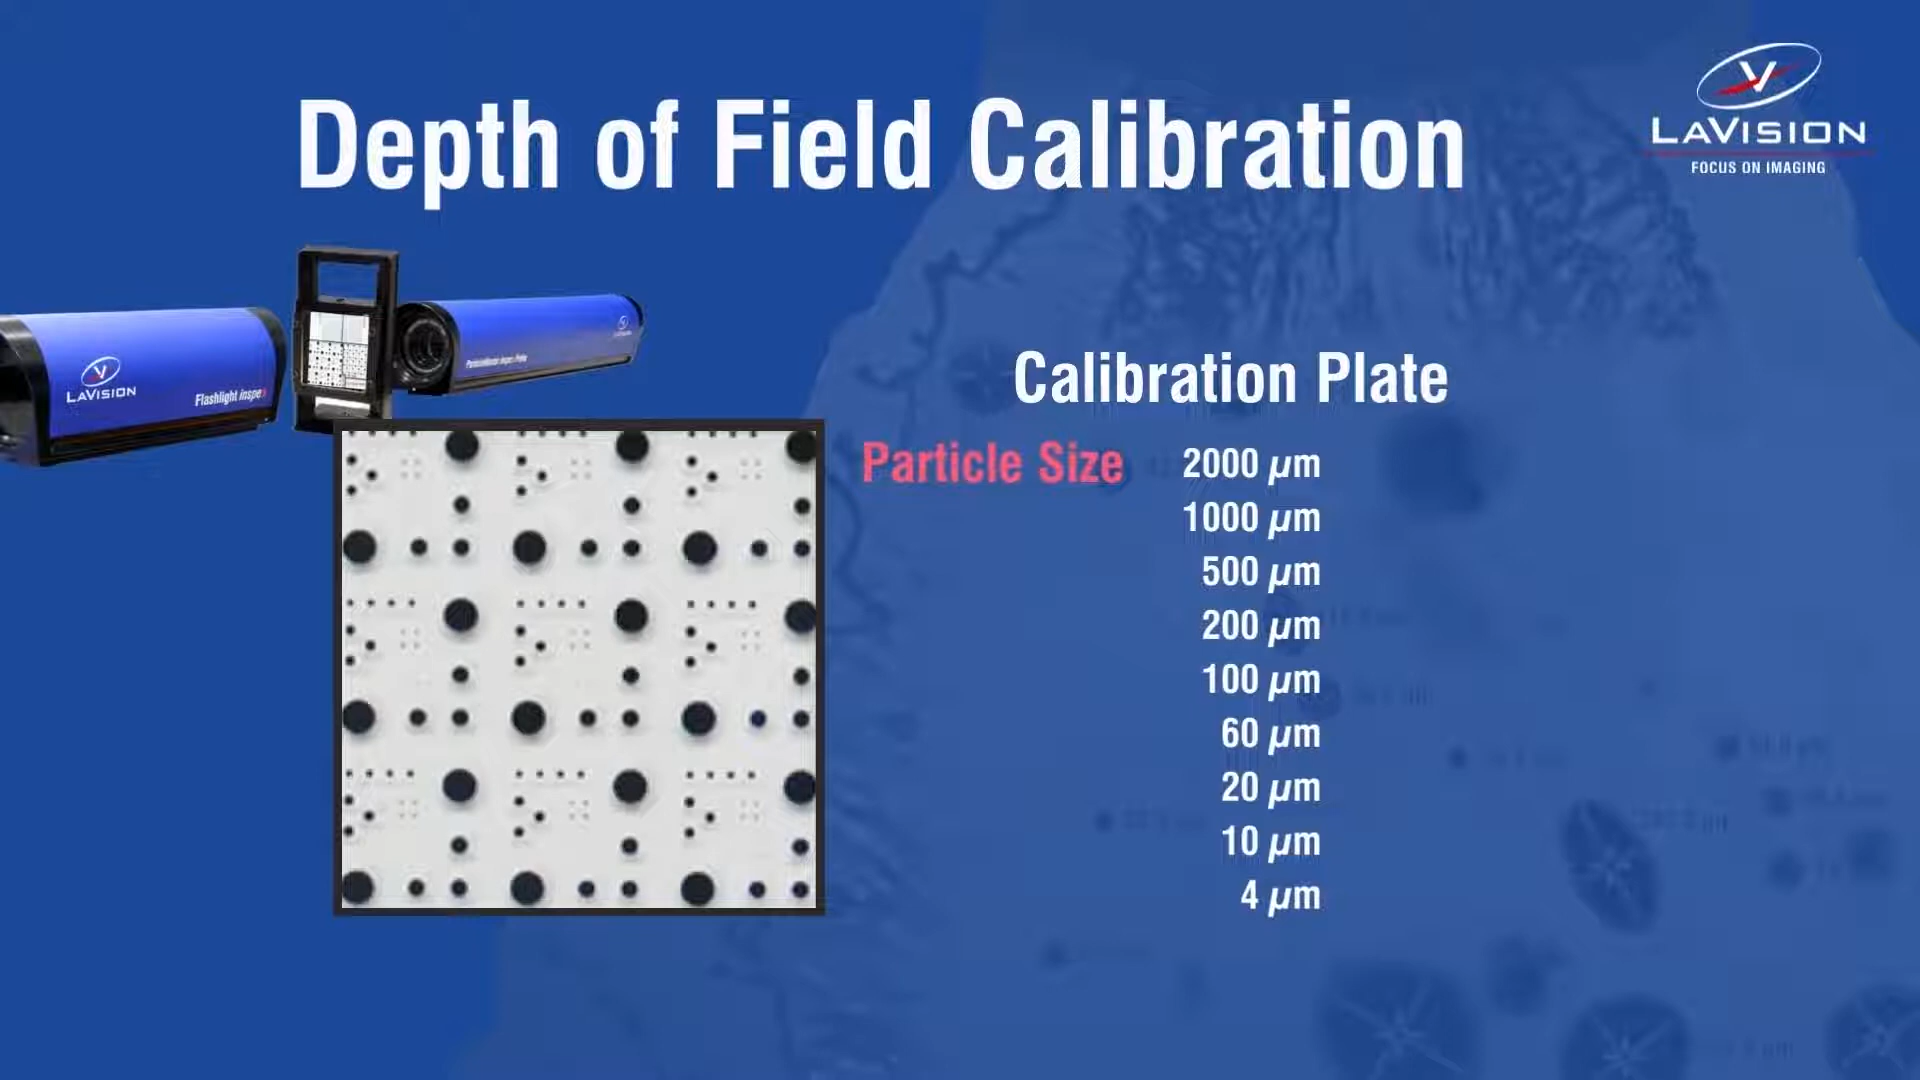 Depth of Field Calibration
LAVISION
FOCUS ON IMAGING
LAVISION
Flashlight inspex
Calibration Plate
Particle Size
2000 µm
1000 µm
500 µm
200 µm
100 µm
60 µm
20 µm
10 µm
4 µm